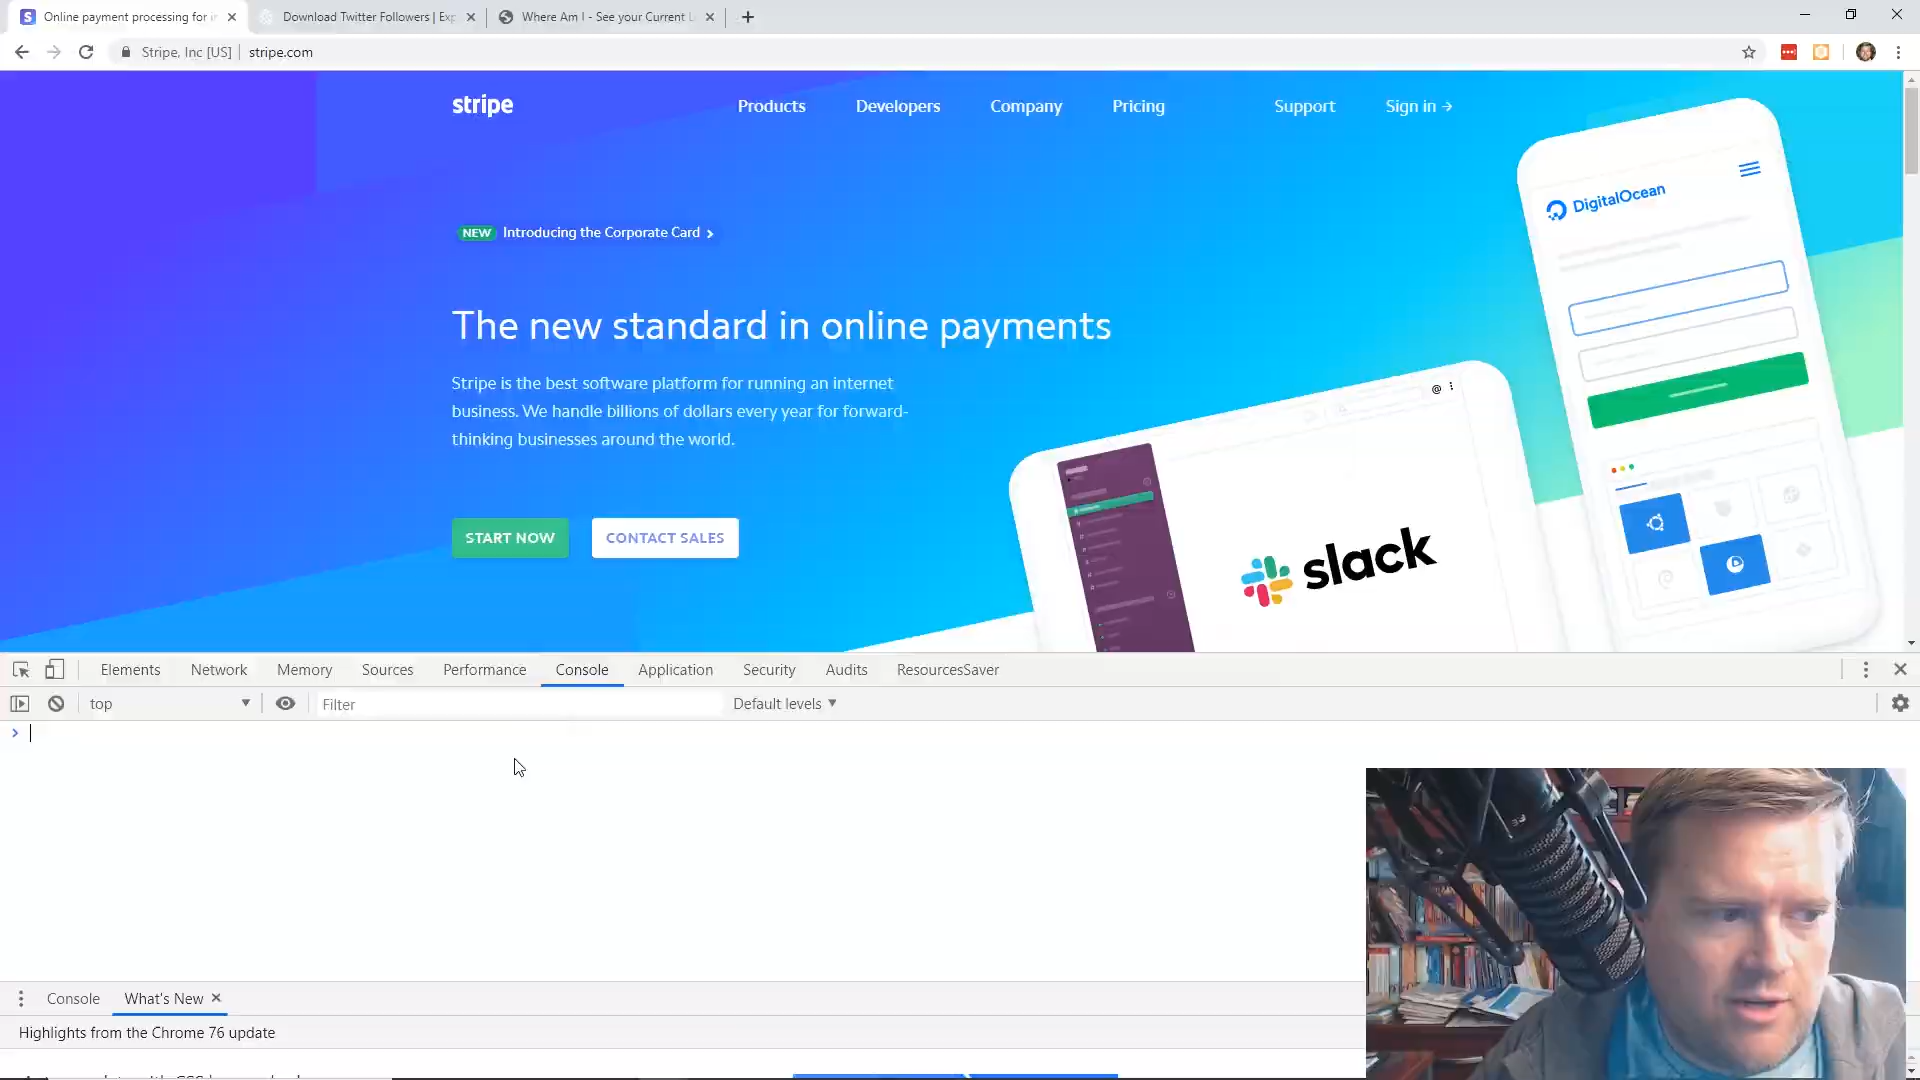 Online payment processing for i
Download Twitter Followers | Exp
Where Am I - See your Current L
Stripe, Inc [US]
stripe.com
stripe
Products
Developers
Company
Pricing
Support
Sign in →
NEW
Introducing the Corporate Card
The new standard in online payments
Stripe is the best software platform for running an internet
business. We handle billions of dollars every year for forward-
thinking businesses around the world.
START NOW
CONTACT SALES
DigitalOcean
slack
Elements
Network
Memory
Sources
Performance
Console
Application
Security
Audits
ResourcesSaver
top
Filter
Default levels
Console
What's New
Highlights from the Chrome 76 update